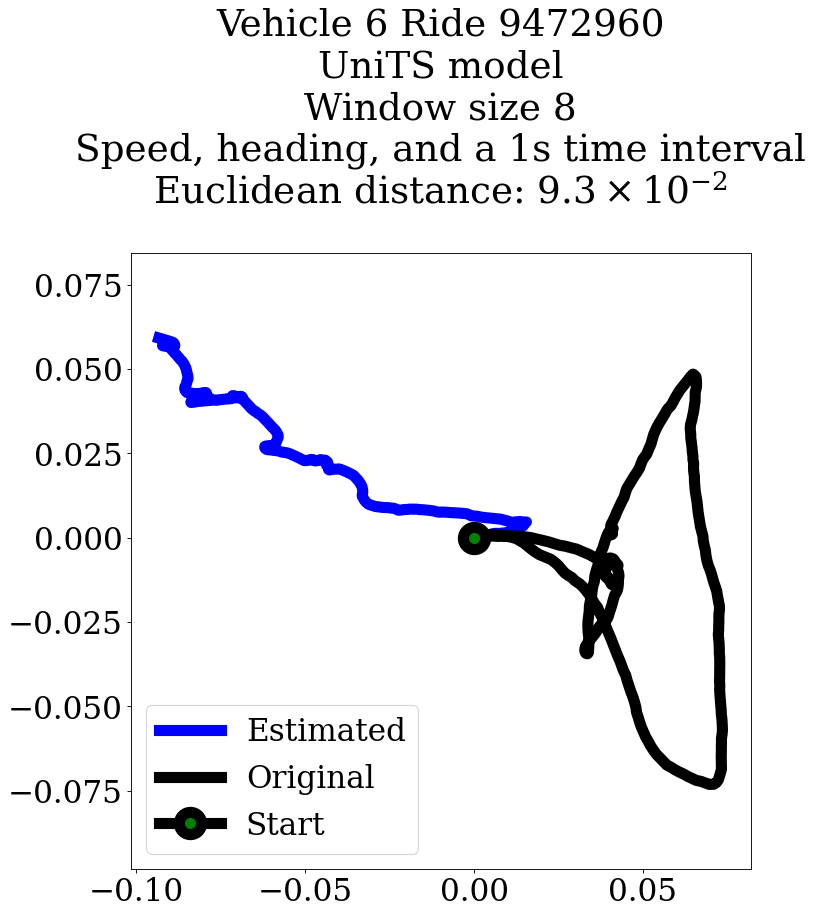 Vehicle 6 Ride 9472960
UniTS model
Window size 8
Speed, heading, and a 1s time interval
Euclidean distance: 9.3 × 10⁻²
0.075
0.050
0.025
0.000
−0.025
−0.050
−0.075
Estimated
Original
Start
−0.10
−0.05
0.00
0.05